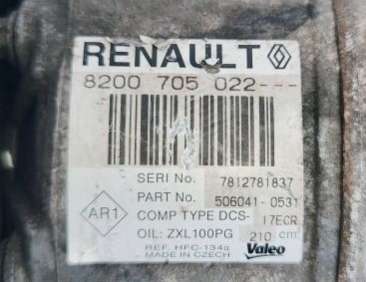 RENAULT
8200 705 022---
SERI No. 7812781837
PART No. 506041-0531
AR1
COMP TYPE DCS-17ECR
OIL: ZXL100PG 210 cm³
REF. HFC-134a
MADE IN CZECH
Valeo